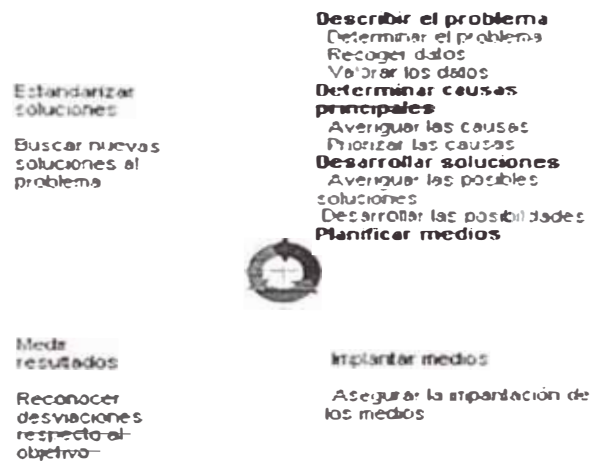 Describir el problema
Determinar el problema
Recoger datos
Valorar los datos
Determinar causas
principales
Averiguar las causas
Priorizar las causas
Desarrollar soluciones
Averiguar las posibles
soluciones
Desarrollar las posibilidades
Planificar medios
Estandarizar
soluciones
Buscar nuevas
soluciones al
problema
Medir
resultados
Reconocer
desviaciones
respecto al
objetivo
Implantar medios
Asegurar la implantación de
los medios